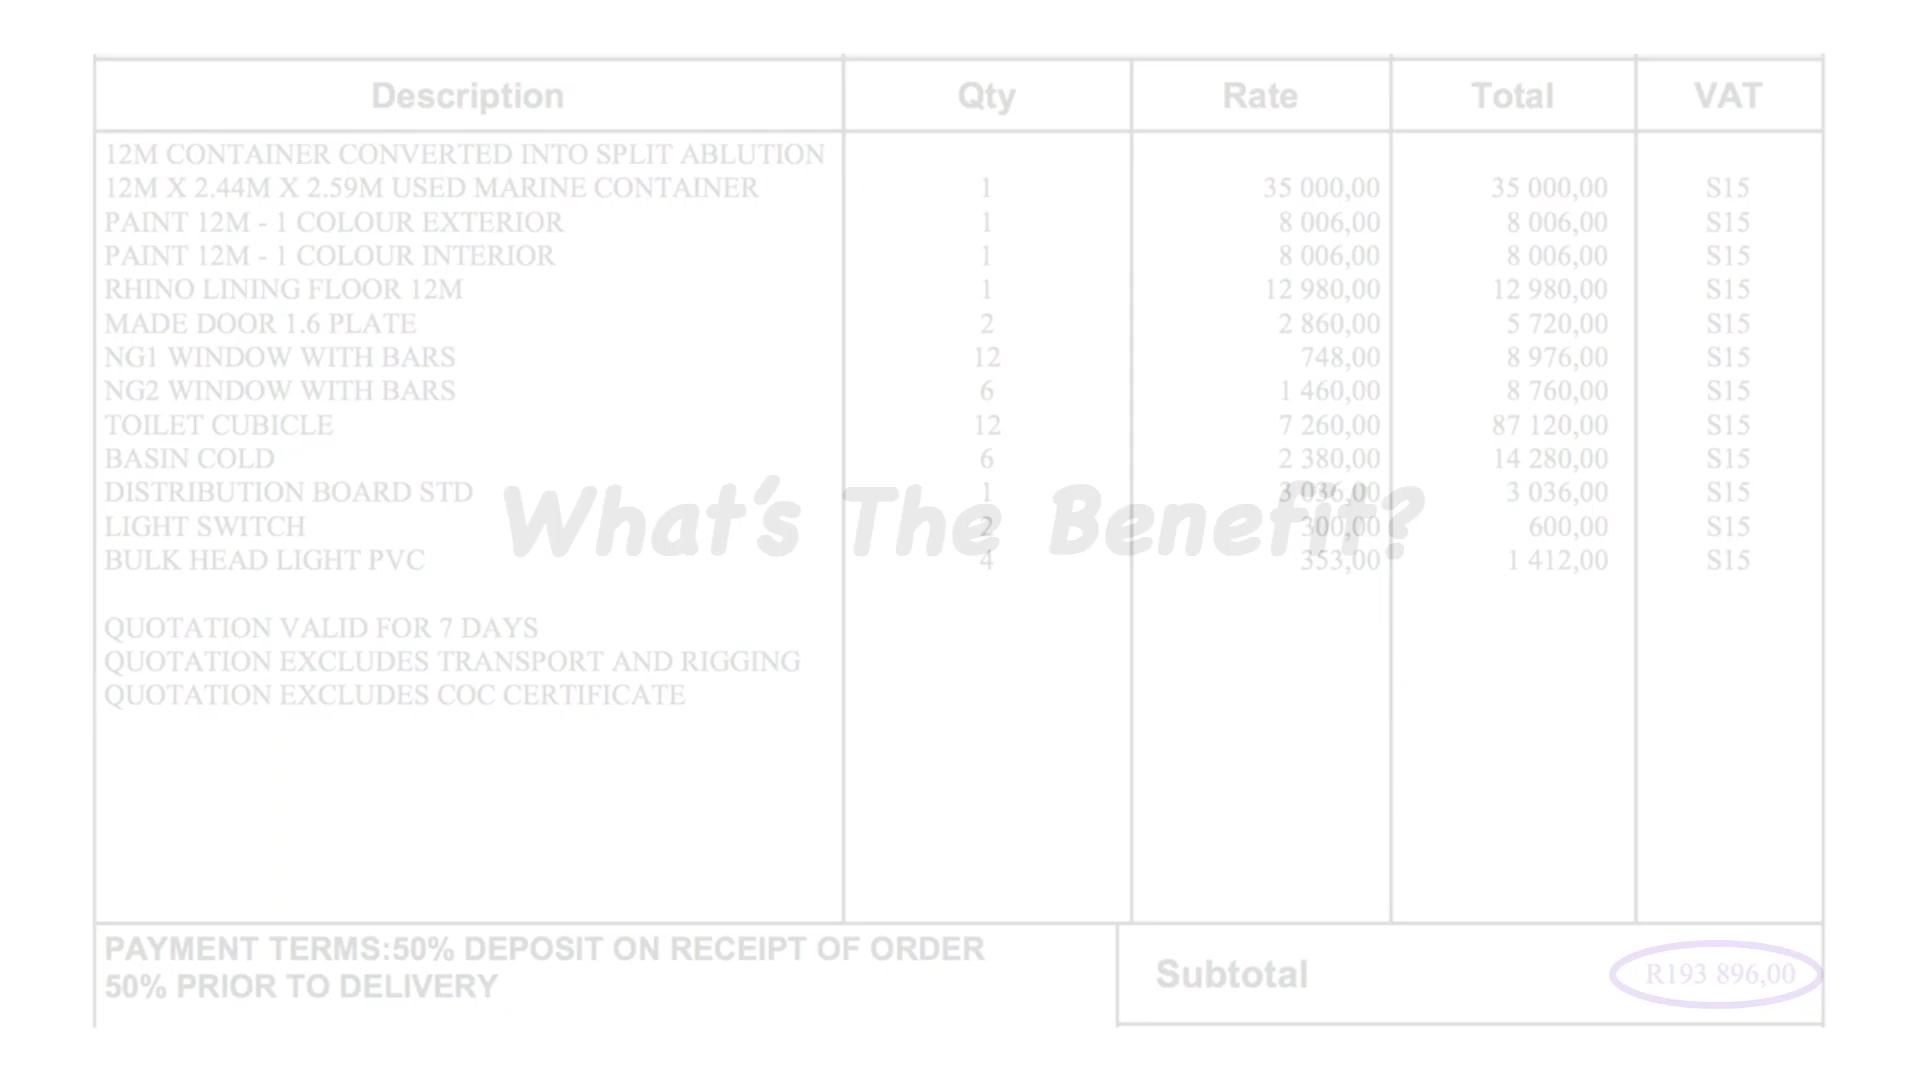 Description Qty Rate Total VAT
12M CONTAINER CONVERTED INTO SPLIT ABLUTION
12M X 2.44M X 2.59M USED MARINE CONTAINER 1 35 000,00 35 000,00 S15
PAINT 12M - 1 COLOUR EXTERIOR 1 8 006,00 8 006,00 S15
PAINT 12M - 1 COLOUR INTERIOR 1 8 006,00 8 006,00 S15
RHINO LINING FLOOR 12M 1 12 980,00 12 980,00 S15
MADE DOOR 1.6 PLATE 2 2 860,00 5 720,00 S15
NG1 WINDOW WITH BARS 12 748,00 8 976,00 S15
NG2 WINDOW WITH BARS 6 1 460,00 8 760,00 S15
TOILET CUBICLE 12 7 260,00 87 120,00 S15
BASIN COLD 6 2 380,00 14 280,00 S15
DISTRIBUTION BOARD STD 1 3 036,00 3 036,00 S15
What's The Benefit?
LIGHT SWITCH 2 300,00 600,00 S15
BULK HEAD LIGHT PVC 4 353,00 1 412,00 S15
QUOTATION VALID FOR 7 DAYS
QUOTATION EXCLUDES TRANSPORT AND RIGGING
QUOTATION EXCLUDES COC CERTIFICATE
PAYMENT TERMS:50% DEPOSIT ON RECEIPT OF ORDER
50% PRIOR TO DELIVERY
Subtotal R193 896,00